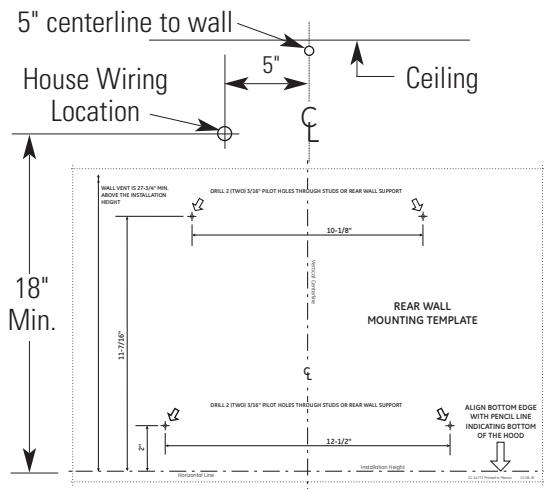 5" centerline to wall
5"
Ceiling
House Wiring
Location
CL
WALL VENT IS 27-3/4" MIN.
ABOVE THE INSTALLATION
HEIGHT
DRILL 2 (TWO) 3/16" PILOT HOLES THROUGH STUDS OR REAR WALL SUPPORT
10-1/8"
Vertical Centerline
18"
Min.
11-7/16"
REAR WALL
MOUNTING TEMPLATE
CL
DRILL 2 (TWO) 3/16" PILOT HOLES THROUGH STUDS OR REAR WALL SUPPORT
ALIGN BOTTOM EDGE
WITH PENCIL LINE
INDICATING BOTTOM
OF THE HOOD
2"
12-1/2"
Horizontal Line
Installation Height
Printed in Mexico